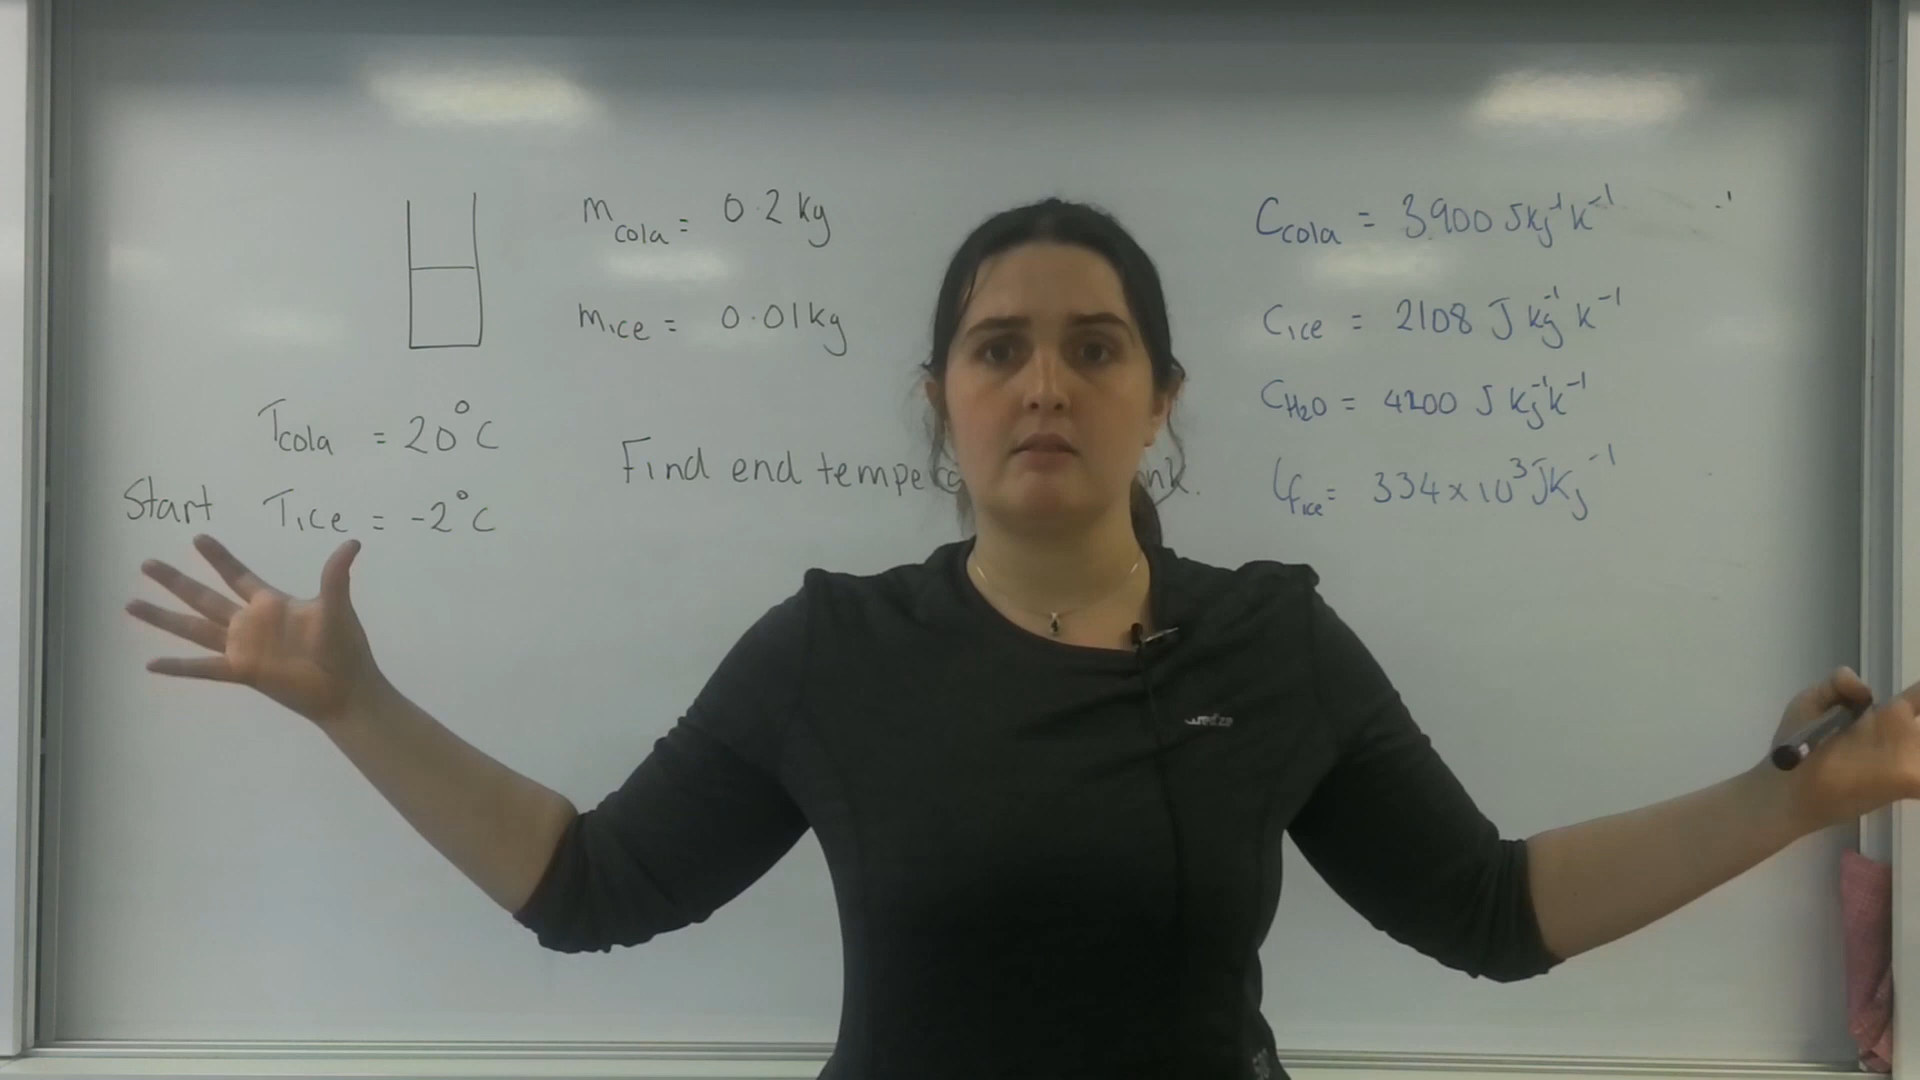 m cola = 0.2 kg
m ice = 0.01 kg
T cola = 20°C
Start T ice = -2°C
Find end
C cola = 3900 J kg⁻¹ K⁻¹
C ice = 2108 J kg⁻¹ K⁻¹
C H₂O = 4200 J kg⁻¹ K⁻¹
L f ice = 334 x 10³ J kg⁻¹